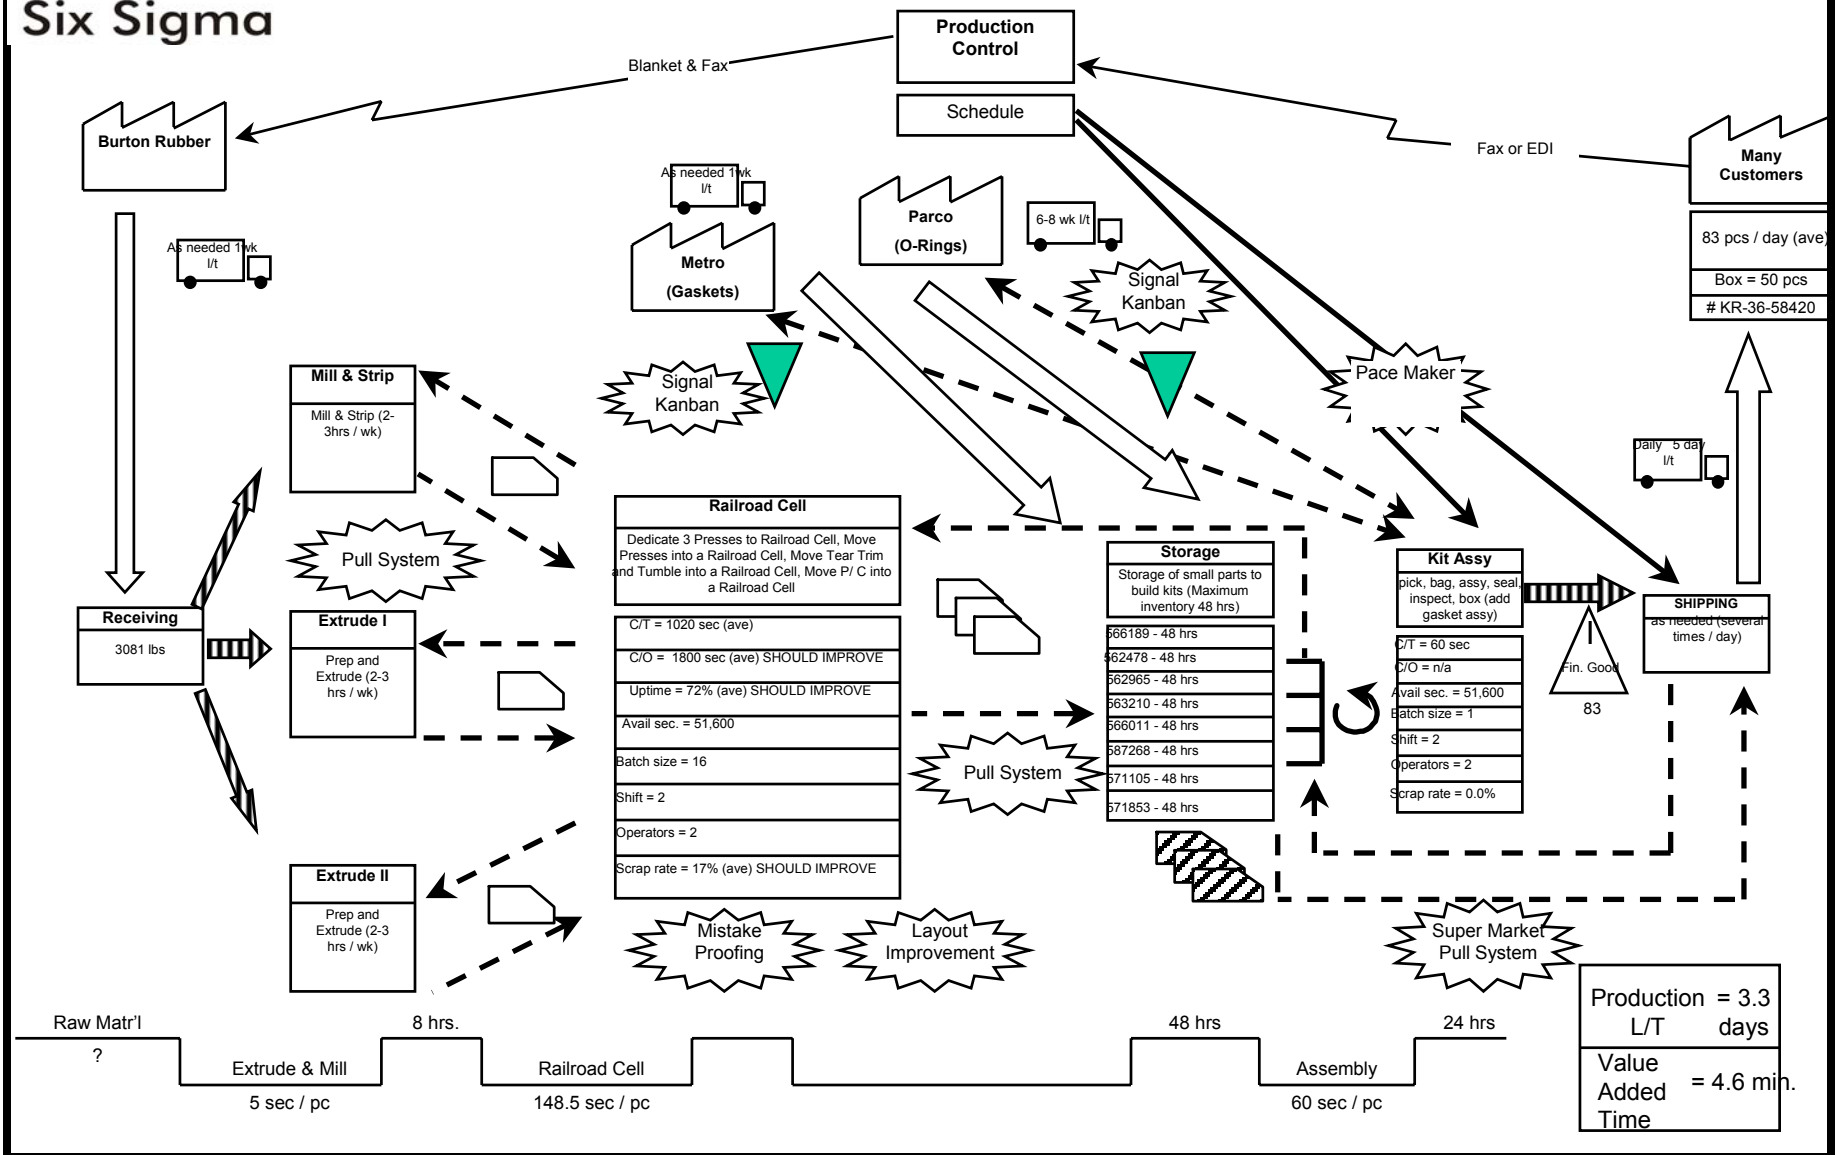 Six Sigma
Production
Control
Schedule
Blanket & Fax
Fax or EDI
Burton Rubber
Many
Customers
83 pcs / day (ave)
Box = 50 pcs
# KR-36-58420
As needed 1wk
l/t
As needed 1wk
l/t
Metro
(Gaskets)
Parco
(O-Rings)
6-8 wk l/t
Signal
Kanban
Signal
Kanban
Pace Maker
Daily 5 day
l/t
Mill & Strip
Mill & Strip (2-
3hrs / wk)
Pull System
Receiving
3081 lbs
Extrude I
Prep and
Extrude (2-3
hrs / wk)
Extrude II
Prep and
Extrude (2-3
hrs / wk)
Railroad Cell
Dedicate 3 Presses to Railroad Cell, Move
Presses into a Railroad Cell, Move Tear Trim
and Tumble into a Railroad Cell, Move P/ C into
a Railroad Cell
C/T = 1020 sec (ave)
C/O = 1800 sec (ave) SHOULD IMPROVE
Uptime = 72% (ave) SHOULD IMPROVE
Avail sec. = 51,600
Batch size = 16
Shift = 2
Operators = 2
Scrap rate = 17% (ave) SHOULD IMPROVE
Mistake
Proofing
Layout
Improvement
Pull System
Storage
Storage of small parts to
build kits (Maximum
inventory 48 hrs)
566189 - 48 hrs
562478 - 48 hrs
562965 - 48 hrs
563210 - 48 hrs
566011 - 48 hrs
587268 - 48 hrs
571105 - 48 hrs
571853 - 48 hrs
Kit Assy
pick, bag, assy, seal,
inspect, box (add
gasket assy)
C/T = 60 sec
C/O = n/a
Avail sec. = 51,600
Batch size = 1
Shift = 2
Operators = 2
Scrap rate = 0.0%
I
Fin. Good
83
SHIPPING
as needed (several
times / day)
Super Market
Pull System
Production = 3.3
L/T days
Value
Added = 4.6 min.
Time
Raw Matr'l
?
Extrude & Mill
5 sec / pc
8 hrs.
Railroad Cell
148.5 sec / pc
48 hrs
Assembly
60 sec / pc
24 hrs